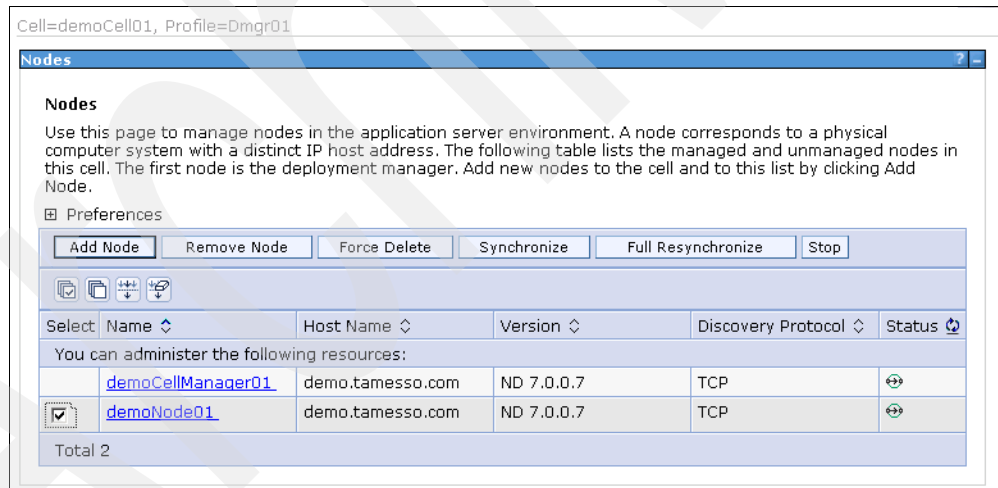 Cell=demoCell01, Profile=Dmgr01
Nodes ? -
Nodes
Use this page to manage nodes in the application server environment. A node corresponds to a physical
computer system with a distinct IP host address. The following table lists the managed and unmanaged nodes in
this cell. The first node is the deployment manager. Add new nodes to the cell and to this list by clicking Add
Node.
Preferences
Add Node Remove Node Force Delete Synchronize Full Resynchronize Stop
Select Name Host Name Version Discovery Protocol Status
You can administer the following resources:
demoCellManager01 demo.tamesso.com ND 7.0.0.7 TCP
demoNode01 demo.tamesso.com ND 7.0.0.7 TCP
Total 2